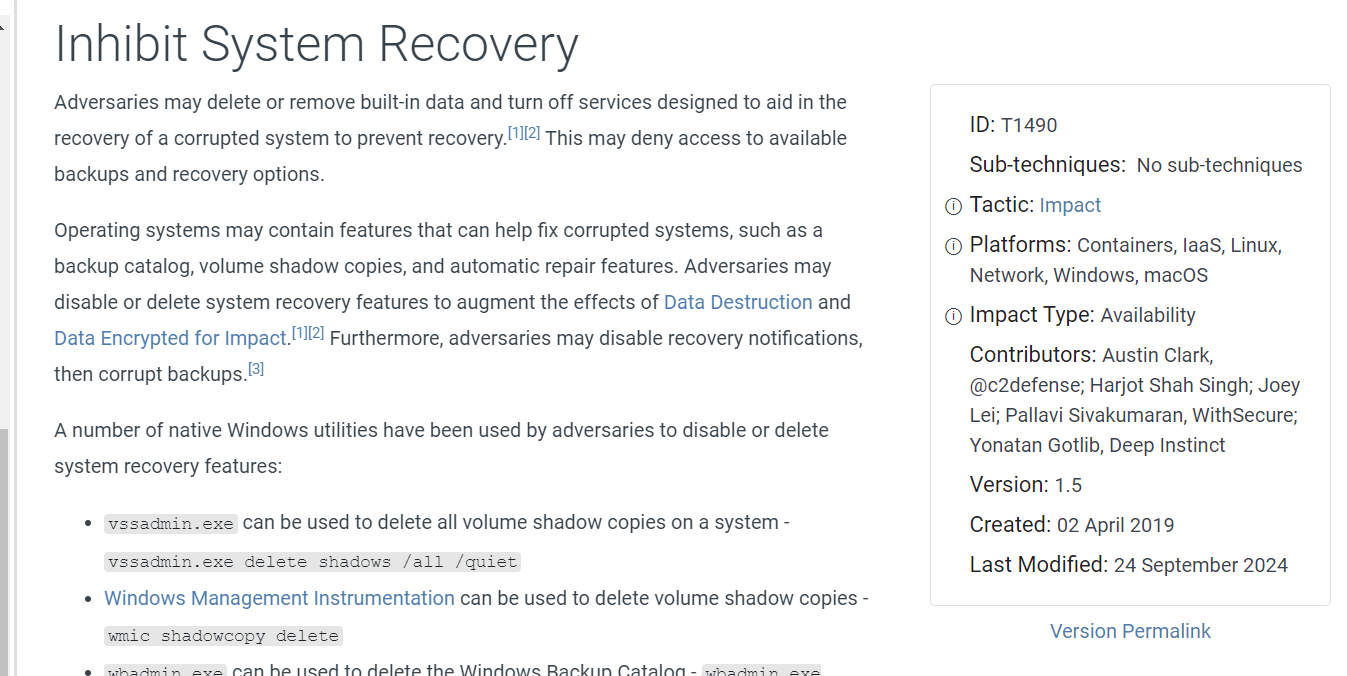 Inhibit System Recovery
Adversaries may delete or remove built-in data and turn off services designed to aid in the
recovery of a corrupted system to prevent recovery.[1][2] This may deny access to available
backups and recovery options.
Operating systems may contain features that can help fix corrupted systems, such as a
backup catalog, volume shadow copies, and automatic repair features. Adversaries may
disable or delete system recovery features to augment the effects of Data Destruction and
Data Encrypted for Impact.[1][2] Furthermore, adversaries may disable recovery notifications,
then corrupt backups.[3]
A number of native Windows utilities have been used by adversaries to disable or delete
system recovery features:
• vssadmin.exe can be used to delete all volume shadow copies on a system -
vssadmin.exe delete shadows /all /quiet
• Windows Management Instrumentation can be used to delete volume shadow copies -
wmic shadowcopy delete
• wbadmin.exe can be used to delete the Windows Backup Catalog - wbadmin.exe
ID: T1490
Sub-techniques: No sub-techniques
ⓘ Tactic: Impact
ⓘ Platforms: Containers, IaaS, Linux,
Network, Windows, macOS
ⓘ Impact Type: Availability
Contributors: Austin Clark,
@c2defense; Harjot Shah Singh; Joey
Lei; Pallavi Sivakumaran, WithSecure;
Yonatan Gotlib, Deep Instinct
Version: 1.5
Created: 02 April 2019
Last Modified: 24 September 2024
Version Permalink